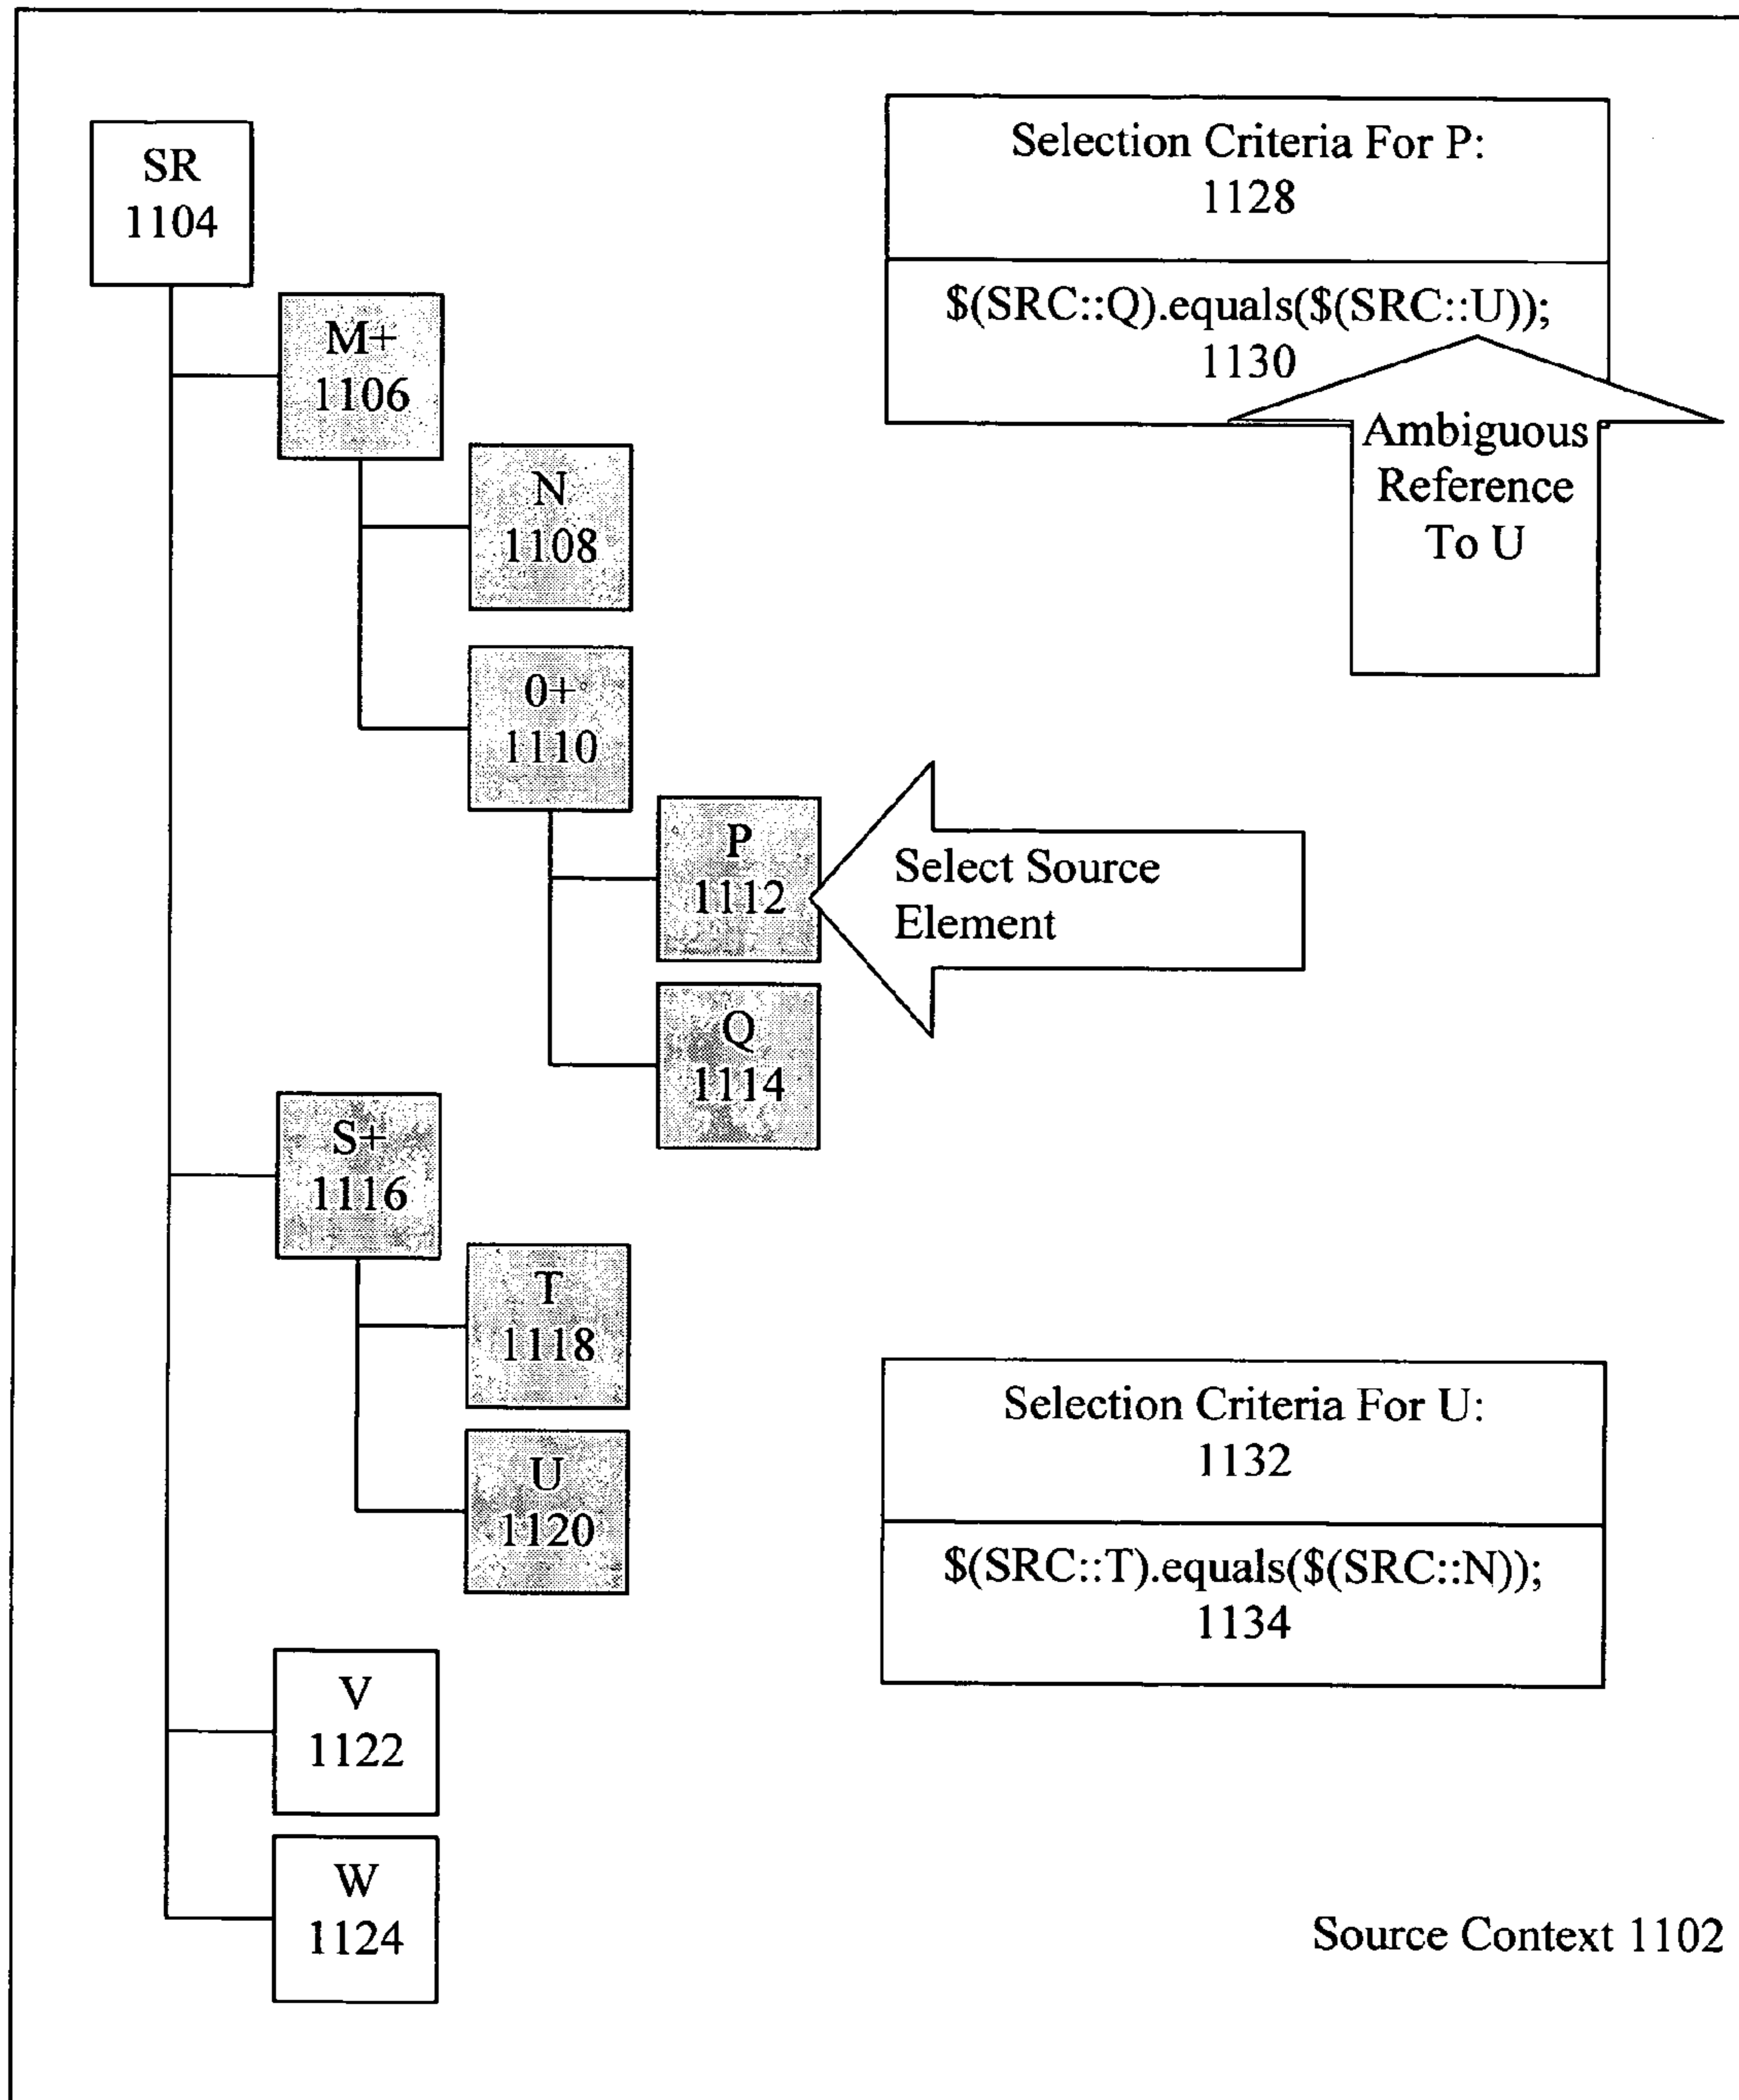 SR
1104
M+
1106
N
1108
0+
1110
P
1112
Q
1114
S+
1116
T
1118
U
1120
V
1122
W
1124
Selection Criteria For P:
1128
$(SRC::Q).equals($(SRC::U));
1130
Ambiguous
Reference
To U
Select Source
Element
Selection Criteria For U:
1132
$(SRC::T).equals($(SRC::N));
1134
Source Context 1102